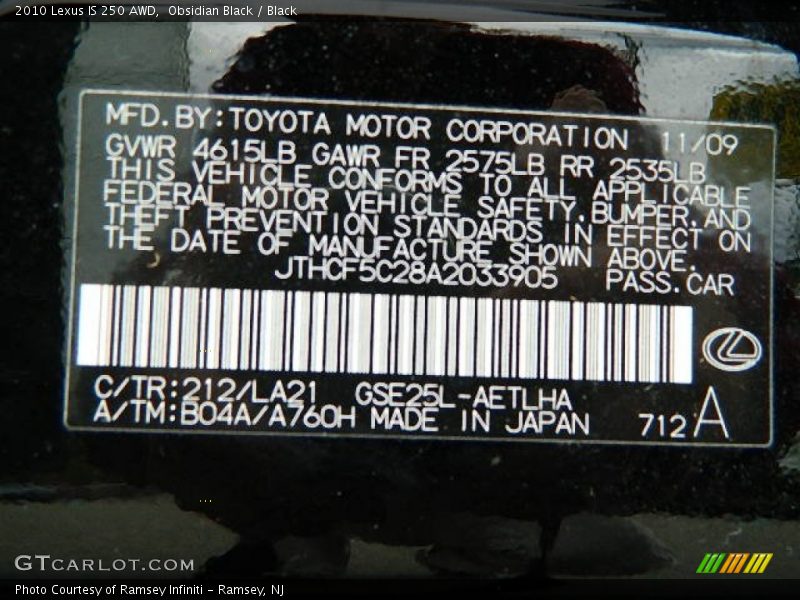 2010 Lexus IS 250 AWD,  Obsidian Black / Black
MFD.BY:TOYOTA MOTOR CORPORATION 11/09
GVWR 4615LB GAWR FR 2575LB RR 2535LB
THIS VEHICLE CONFORMS TO ALL APPLICABLE
FEDERAL MOTOR VEHICLE SAFETY,BUMPER,AND
THEFT PREVENTION STANDARDS IN EFFECT ON
THE DATE OF MANUFACTURE SHOWN ABOVE.
JTHCF5C28A2033905 PASS.CAR
C/TR:212/LA21 GSE25L-AETLHA
A/TM:B04A/A760H MADE IN JAPAN 712 A
GTCARLOT.COM
Photo Courtesy of Ramsey Infiniti - Ramsey, NJ